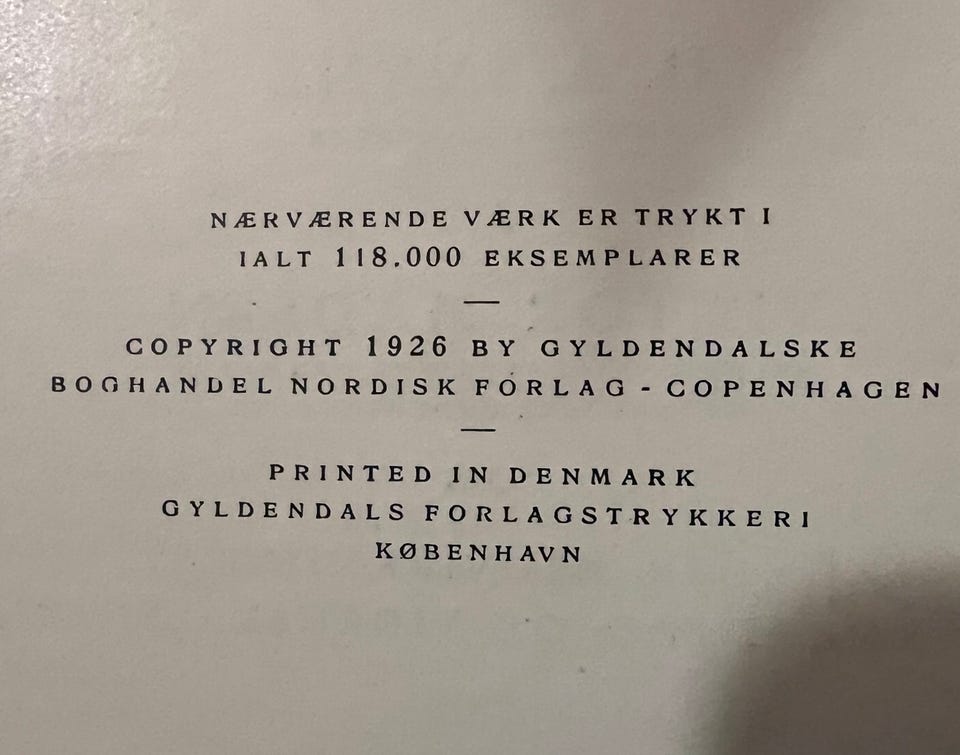 NÆRVÆRENDE VÆRK ER TRYKT I
IALT 118.000 EKSEMPLARER
COPYRIGHT 1926 BY GYLDENDALSKE
BOGHANDEL NORDISK FORLAG - COPENHAGEN
PRINTED IN DENMARK
GYLDENDALS FORLAGSTRYKKERI
KØBENHAVN